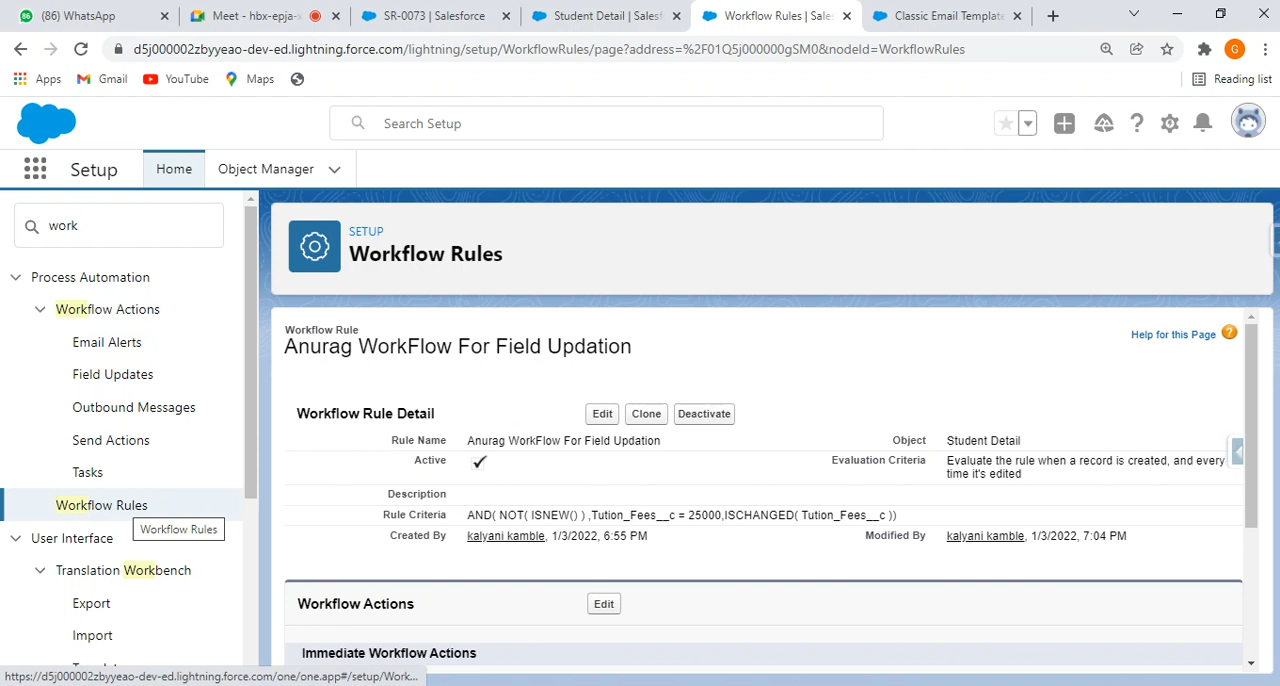 (86) WhatsApp
Meet - hbx-epja-x
SR-0073 | Salesforce
Student Detail | Salesf
Workflow Rules | Sales
Classic Email Template
d5j000002zbyyeao-dev-ed.lightning.force.com/lightning/setup/WorkflowRules/page?address=%2F01Q5j000000gSM0&nodeId=WorkflowRules
G
Apps
Gmail
YouTube
Maps
Reading list
Search Setup
Setup
Home
Object Manager
work
Process Automation
Workflow Actions
Email Alerts
Field Updates
Outbound Messages
Send Actions
Tasks
Workflow Rules
Workflow Rules
User Interface
Translation Workbench
Export
Import
https://d5j000002zbyyeao-dev-ed.lightning.force.com/one/one.app#/setup/Work...
SETUP
Workflow Rules
Workflow Rule
Anurag WorkFlow For Field Updation
Help for this Page ?
Workflow Rule Detail
Edit
Clone
Deactivate
Rule Name Anurag WorkFlow For Field Updation
Object Student Detail
Active
Evaluation Criteria Evaluate the rule when a record is created, and every
time it's edited
Description
Rule Criteria AND( NOT( ISNEW() ) ,Tution_Fees__c = 25000,ISCHANGED( Tution_Fees__c ))
Created By kalyani kamble, 1/3/2022, 6:55 PM
Modified By kalyani kamble, 1/3/2022, 7:04 PM
Workflow Actions
Edit
Immediate Workflow Actions